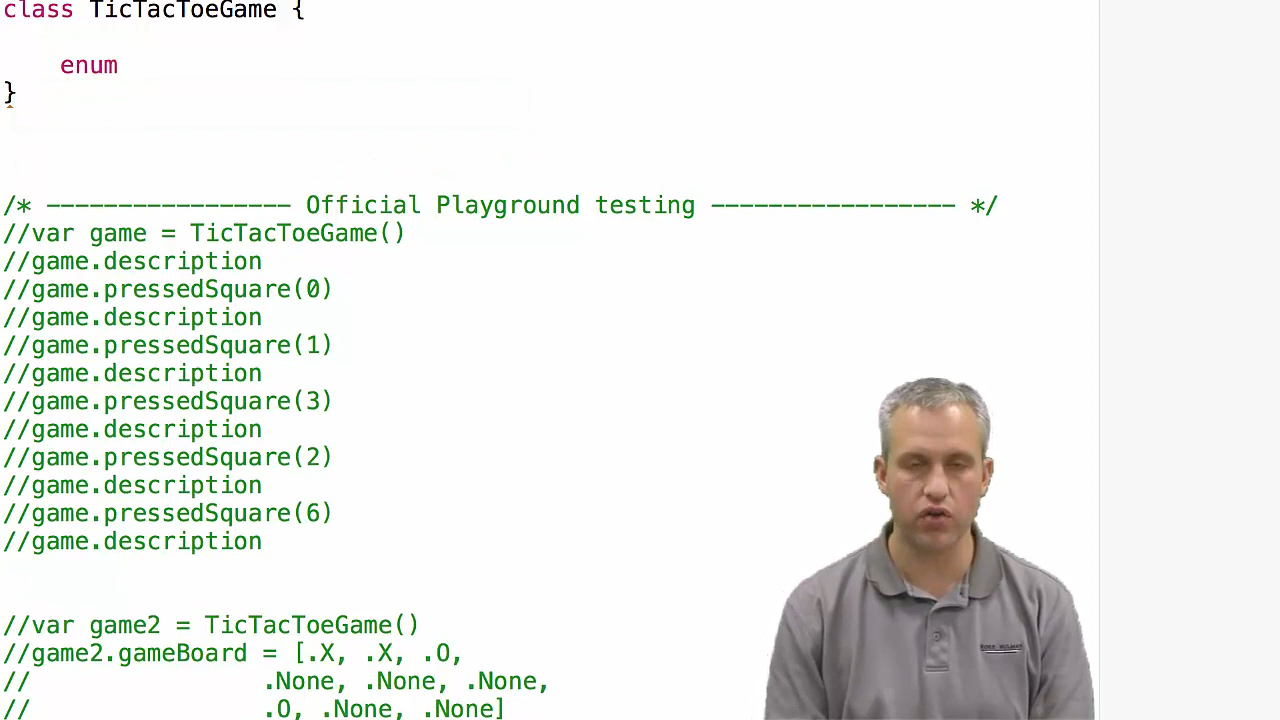 class TicTacToeGame {
enum
}
/* ----------------- Official Playground testing ----------------- */
//var game = TicTacToeGame()
//game.description
//game.pressedSquare(0)
//game.description
//game.pressedSquare(1)
//game.description
//game.pressedSquare(3)
//game.description
//game.pressedSquare(2)
//game.description
//game.pressedSquare(6)
//game.description
//var game2 = TicTacToeGame()
//game2.gameBoard = [.X, .X, .O,
// .None, .None, .None,
// .O, .None, .None]